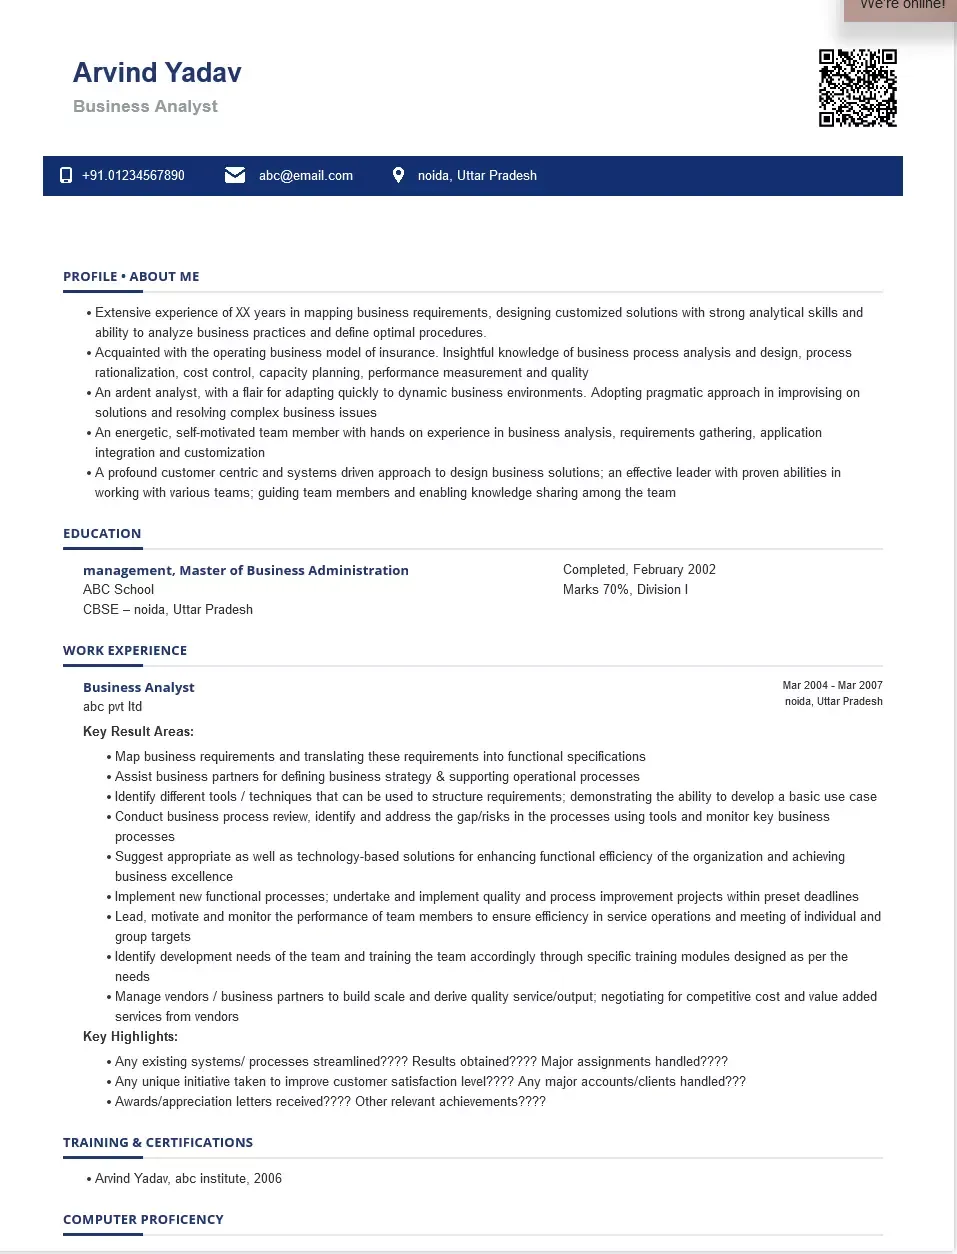 We're online!
Arvind Yadav
Business Analyst
+91.01234567890 abc@email.com noida, Uttar Pradesh
PROFILE • ABOUT ME
• Extensive experience of XX years in mapping business requirements, designing customized solutions with strong analytical skills and
ability to analyze business practices and define optimal procedures.
• Acquainted with the operating business model of insurance. Insightful knowledge of business process analysis and design, process
rationalization, cost control, capacity planning, performance measurement and quality
• An ardent analyst, with a flair for adapting quickly to dynamic business environments. Adopting pragmatic approach in improvising on
solutions and resolving complex business issues
• An energetic, self-motivated team member with hands on experience in business analysis, requirements gathering, application
integration and customization
• A profound customer centric and systems driven approach to design business solutions; an effective leader with proven abilities in
working with various teams; guiding team members and enabling knowledge sharing among the team
EDUCATION
management, Master of Business Administration Completed, February 2002
ABC School Marks 70%, Division I
CBSE – noida, Uttar Pradesh
WORK EXPERIENCE
Business Analyst Mar 2004 - Mar 2007
abc pvt ltd noida, Uttar Pradesh
Key Result Areas:
• Map business requirements and translating these requirements into functional specifications
• Assist business partners for defining business strategy & supporting operational processes
• Identify different tools / techniques that can be used to structure requirements; demonstrating the ability to develop a basic use case
• Conduct business process review, identify and address the gap/risks in the processes using tools and monitor key business
processes
• Suggest appropriate as well as technology-based solutions for enhancing functional efficiency of the organization and achieving
business excellence
• Implement new functional processes; undertake and implement quality and process improvement projects within preset deadlines
• Lead, motivate and monitor the performance of team members to ensure efficiency in service operations and meeting of individual and
group targets
• Identify development needs of the team and training the team accordingly through specific training modules designed as per the
needs
• Manage vendors / business partners to build scale and derive quality service/output; negotiating for competitive cost and value added
services from vendors
Key Highlights:
• Any existing systems/ processes streamlined???? Results obtained???? Major assignments handled????
• Any unique initiative taken to improve customer satisfaction level???? Any major accounts/clients handled???
• Awards/appreciation letters received???? Other relevant achievements????
TRAINING & CERTIFICATIONS
• Arvind Yadav, abc institute, 2006
COMPUTER PROFICENCY